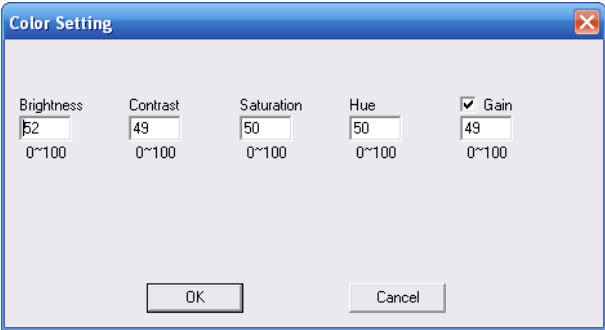 Color Setting
Brightness Contrast Saturation Hue Gain
52 49 50 50 49
0~100 0~100 0~100 0~100 0~100
OK Cancel